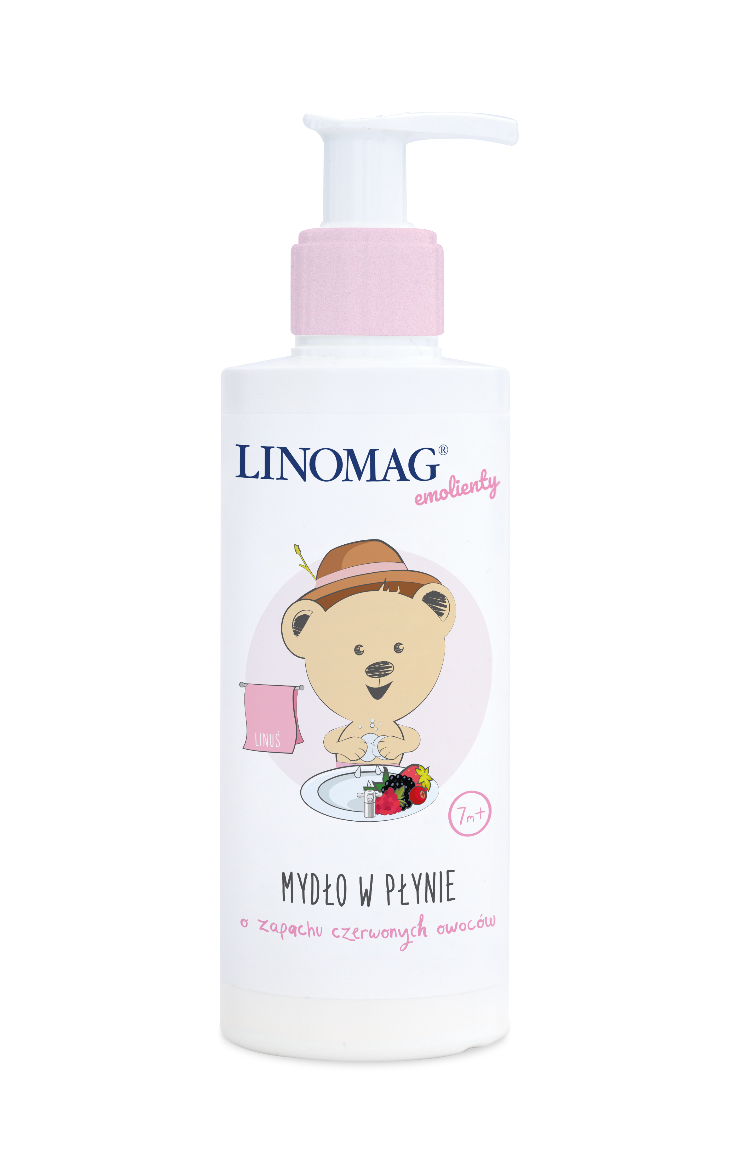 LINOMAG®
emolienty
LINUŚ
7m+
MYDŁO W PŁYNIE
o zapachu czerwonych owoców